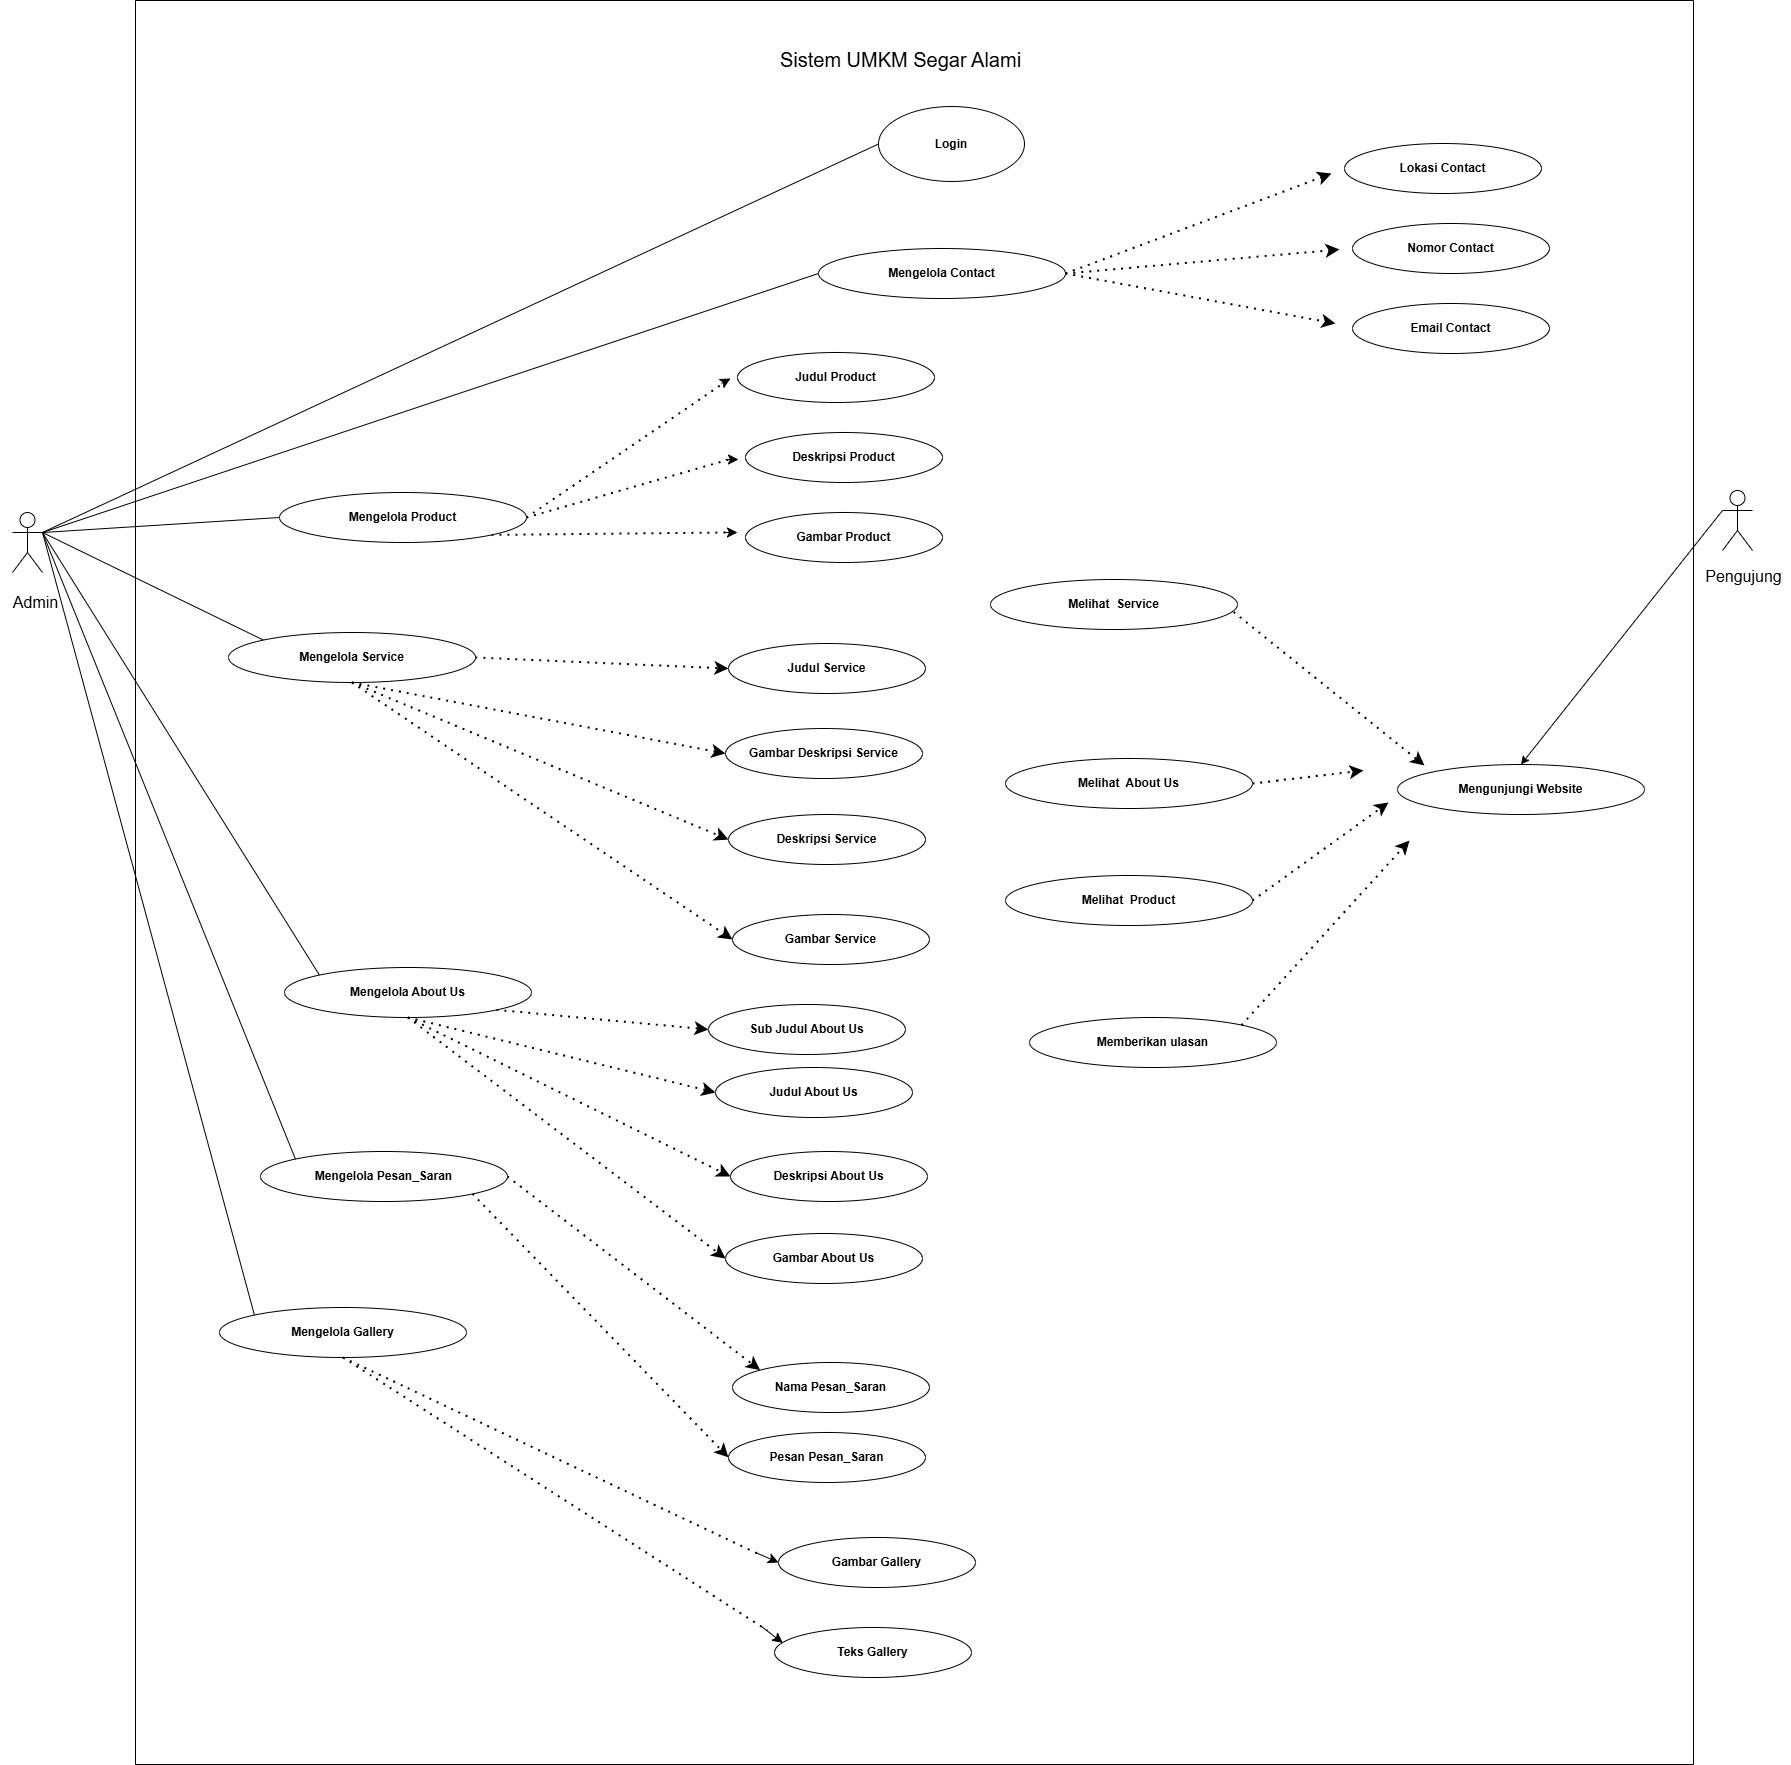 Sistem UMKM Segar Alami
Login
Lokasi Contact
Nomor Contact
Mengelola Contact
Email Contact
Judul Product
Deskripsi Product
Mengelola Product
Gambar Product
Admin
Pengujung
Melihat  Service
Mengelola Service
Judul Service
Gambar Deskripsi Service
Melihat  About Us
Mengunjungi Website
Deskripsi Service
Melihat  Product
Gambar Service
Mengelola About Us
Sub Judul About Us
Memberikan ulasan
Judul About Us
Mengelola Pesan_Saran
Deskripsi About Us
Gambar About Us
Mengelola Gallery
Nama Pesan_Saran
Pesan Pesan_Saran
Gambar Gallery
Teks Gallery